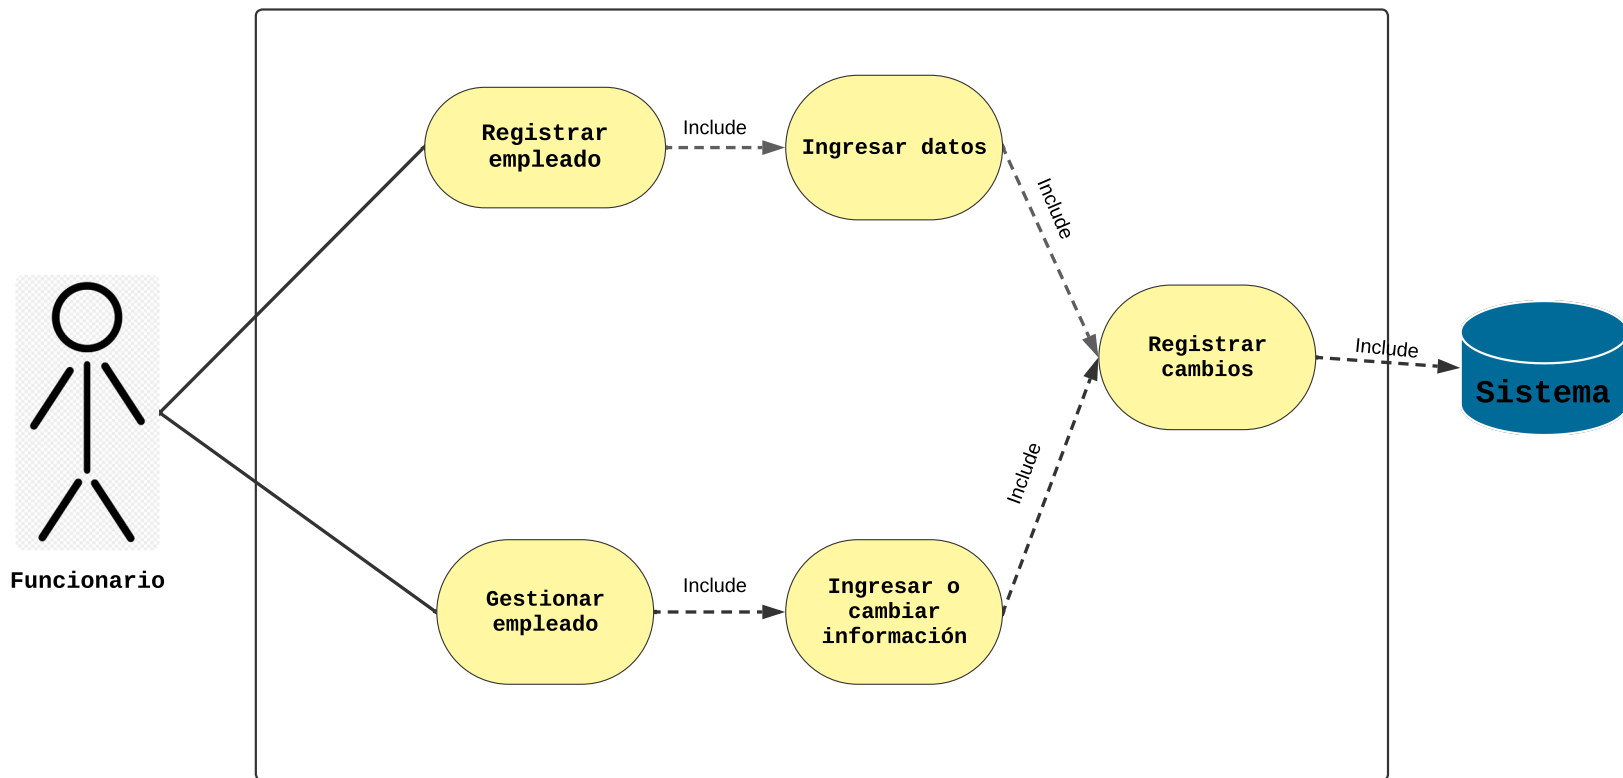 Registrar
empleado
Include
Ingresar datos
Include
Registrar
cambios
Include
Sistema
Funcionario
Gestionar
empleado
Include
Ingresar o
cambiar
información
Include